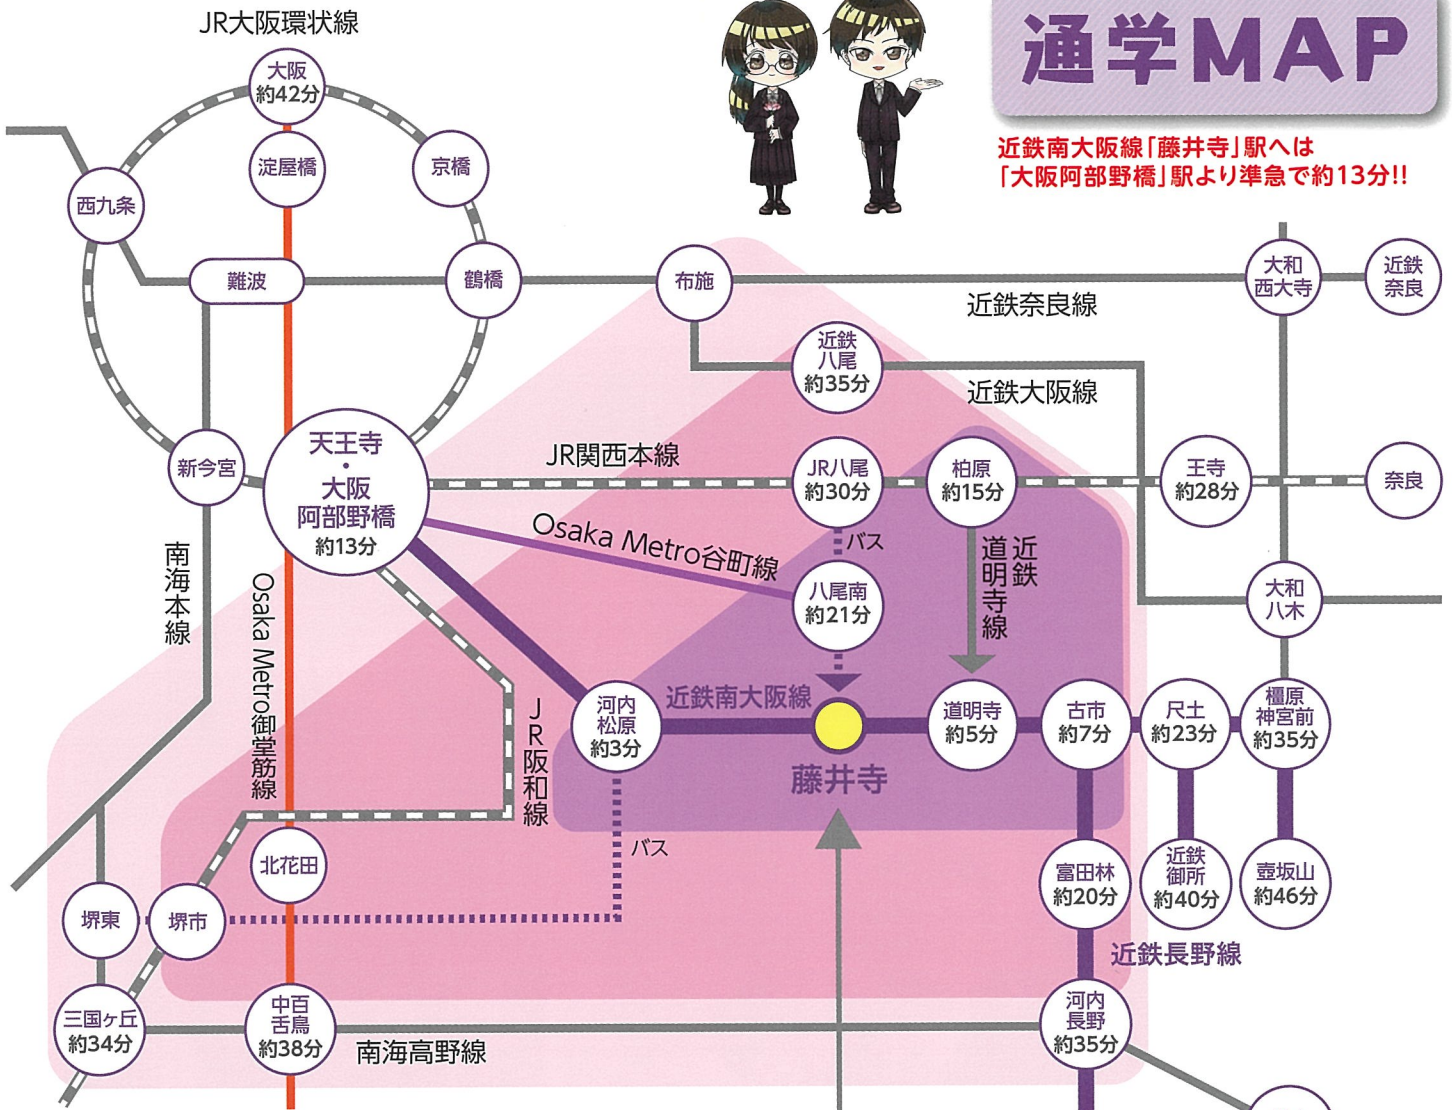 JR大阪環状線
通学MAP
近鉄南大阪線「藤井寺」駅へは
「大阪阿部野橋」駅より準急で約13分!!
大阪
約42分
淀屋橋
京橋
西九条
難波
鶴橋
布施
大和
西大寺
近鉄
奈良
近鉄奈良線
近鉄
八尾
約35分
近鉄大阪線
天王寺
・
大阪
阿部野橋
約13分
新今宮
JR関西本線
JR八尾
約30分
柏原
約15分
王寺
約28分
奈良
バス
Osaka Metro谷町線
八尾南
約21分
近鉄
道明寺線
大和
八木
南海本線
Osaka Metro御堂筋線
JR阪和線
河内
松原
約3分
近鉄南大阪線
藤井寺
道明寺
約5分
古市
約7分
尺土
約23分
橿原
神宮前
約35分
バス
北花田
富田林
約20分
近鉄
御所
約40分
壺坂山
約46分
堺東
堺市
近鉄長野線
三国ヶ丘
約34分
中百
舌鳥
約38分
南海高野線
河内
長野
約35分